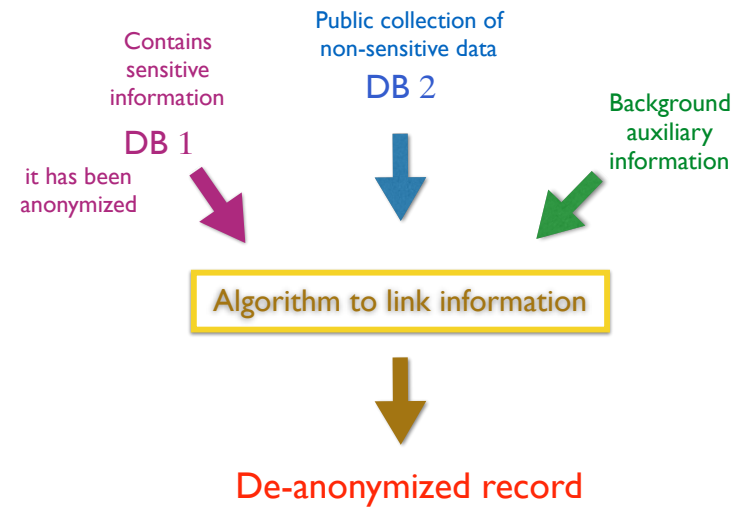 Contains
sensitive
information
DB 1
it has been
anonymized
Public collection of
non-sensitive data
DB 2
Background
auxiliary
information
Algorithm to link information
De-anonymized record